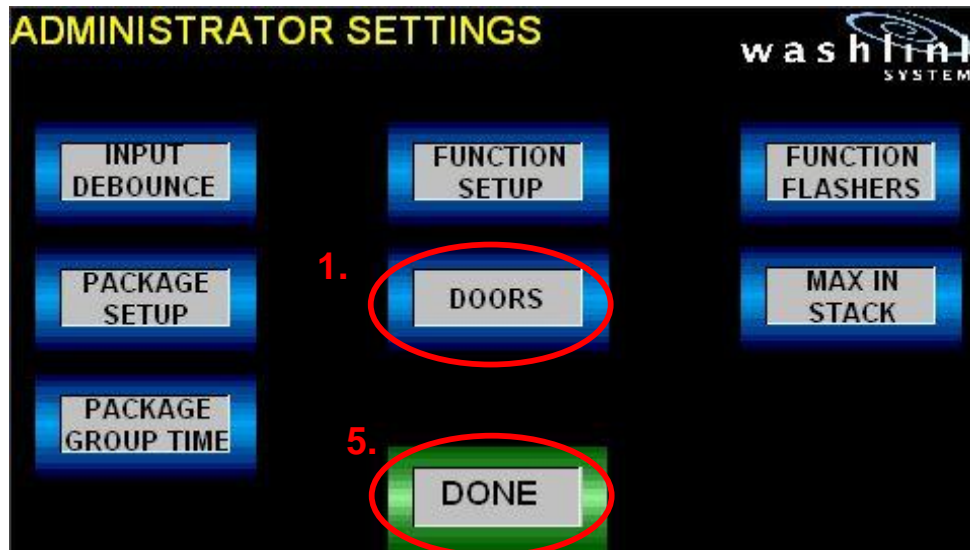 ADMINISTRATOR SETTINGS
washlink
SYSTEM
INPUT
DEBOUNCE
FUNCTION
SETUP
FUNCTION
FLASHERS
PACKAGE
SETUP
1.
DOORS
MAX IN
STACK
PACKAGE
GROUP TIME
5.
DONE